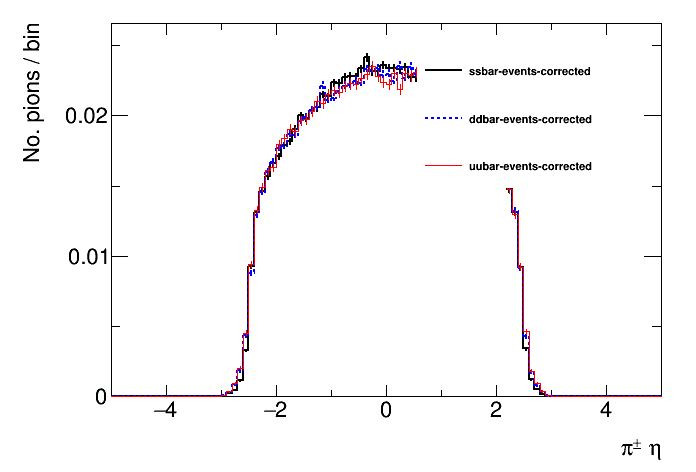 No. pions / bin
0.02
0.01
0
−4
−2
0
2
4
π± η
ssbar-events-corrected
ddbar-events-corrected
uubar-events-corrected